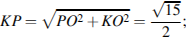 KP = √(PO² + KO²) = √15/2;